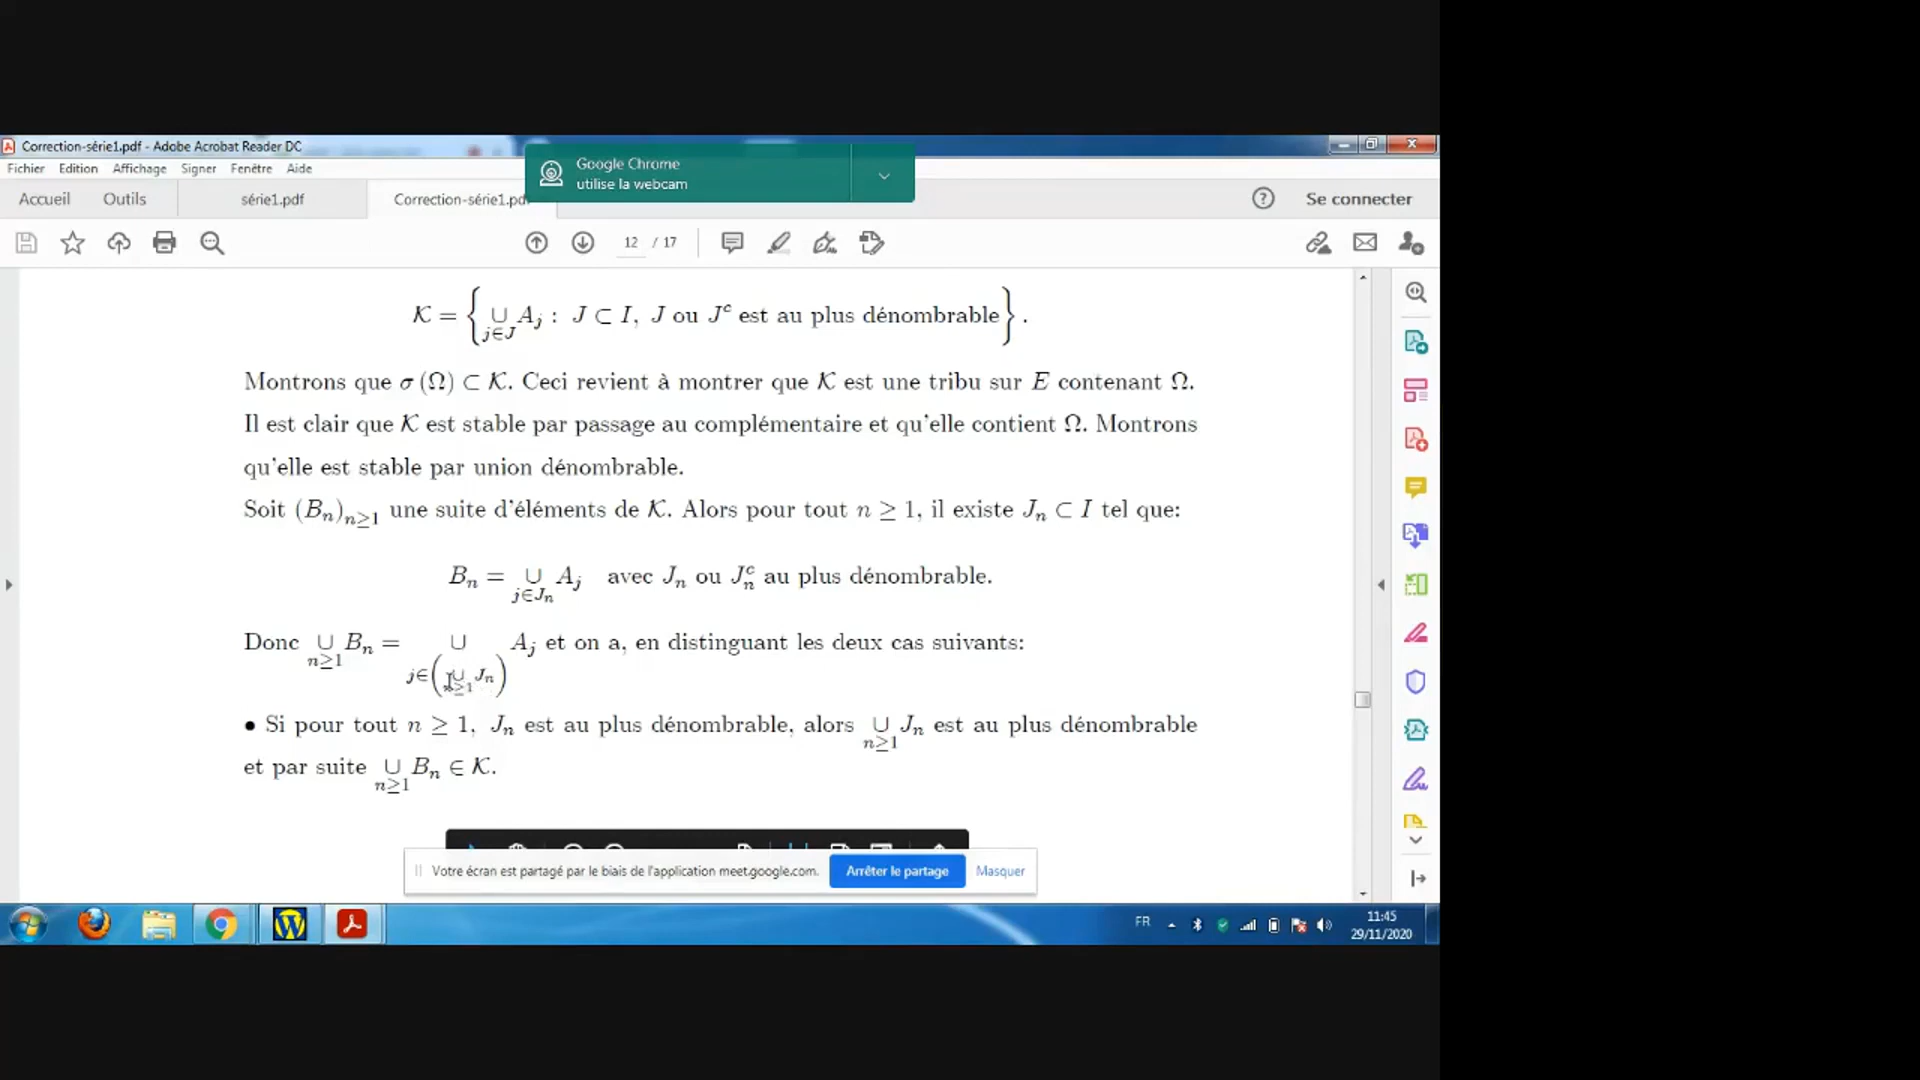 Correction-série1.pdf - Adobe Acrobat Reader DC
Fichier Edition Affichage Signer Fenêtre Aide
Google Chrome
utilise la webcam
Accueil Outils série1.pdf Correction-série1.pdf Se connecter
12 / 17
𝒦 = { ∪_{j∈J} A_j : J ⊂ I, J ou J^c est au plus dénombrable } .
Montrons que σ (Ω) ⊂ 𝒦. Ceci revient à montrer que 𝒦 est une tribu sur E contenant Ω.
Il est clair que 𝒦 est stable par passage au complémentaire et qu'elle contient Ω. Montrons
qu'elle est stable par union dénombrable.
Soit (B_n)_{n≥1} une suite d'éléments de 𝒦. Alors pour tout n ≥ 1, il existe J_n ⊂ I tel que:
B_n = ∪_{j∈J_n} A_j avec J_n ou J_n^c au plus dénombrable.
Donc ∪_{n≥1} B_n = ∪_{j∈(∪_{n≥1} J_n)} A_j et on a, en distinguant les deux cas suivants:
• Si pour tout n ≥ 1, J_n est au plus dénombrable, alors ∪_{n≥1} J_n est au plus dénombrable
et par suite ∪_{n≥1} B_n ∈ 𝒦.
Votre écran est partagé par le biais de l'application meet.google.com. Arrêter le partage Masquer
FR 11:45
29/11/2020